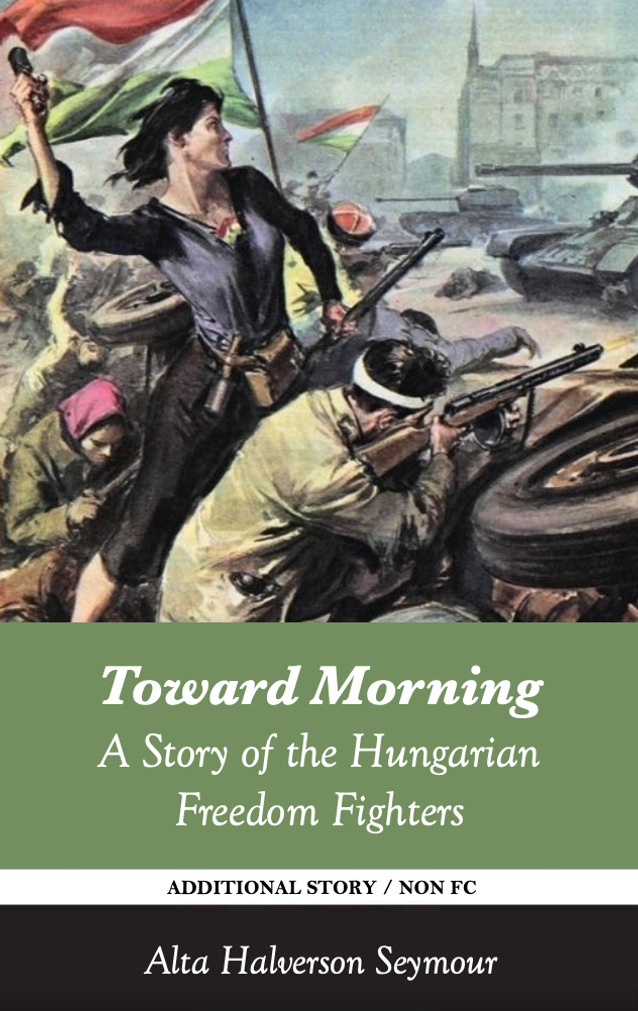 Toward Morning
A Story of the Hungarian
Freedom Fighters
ADDITIONAL STORY / NON FC
Alta Halverson Seymour